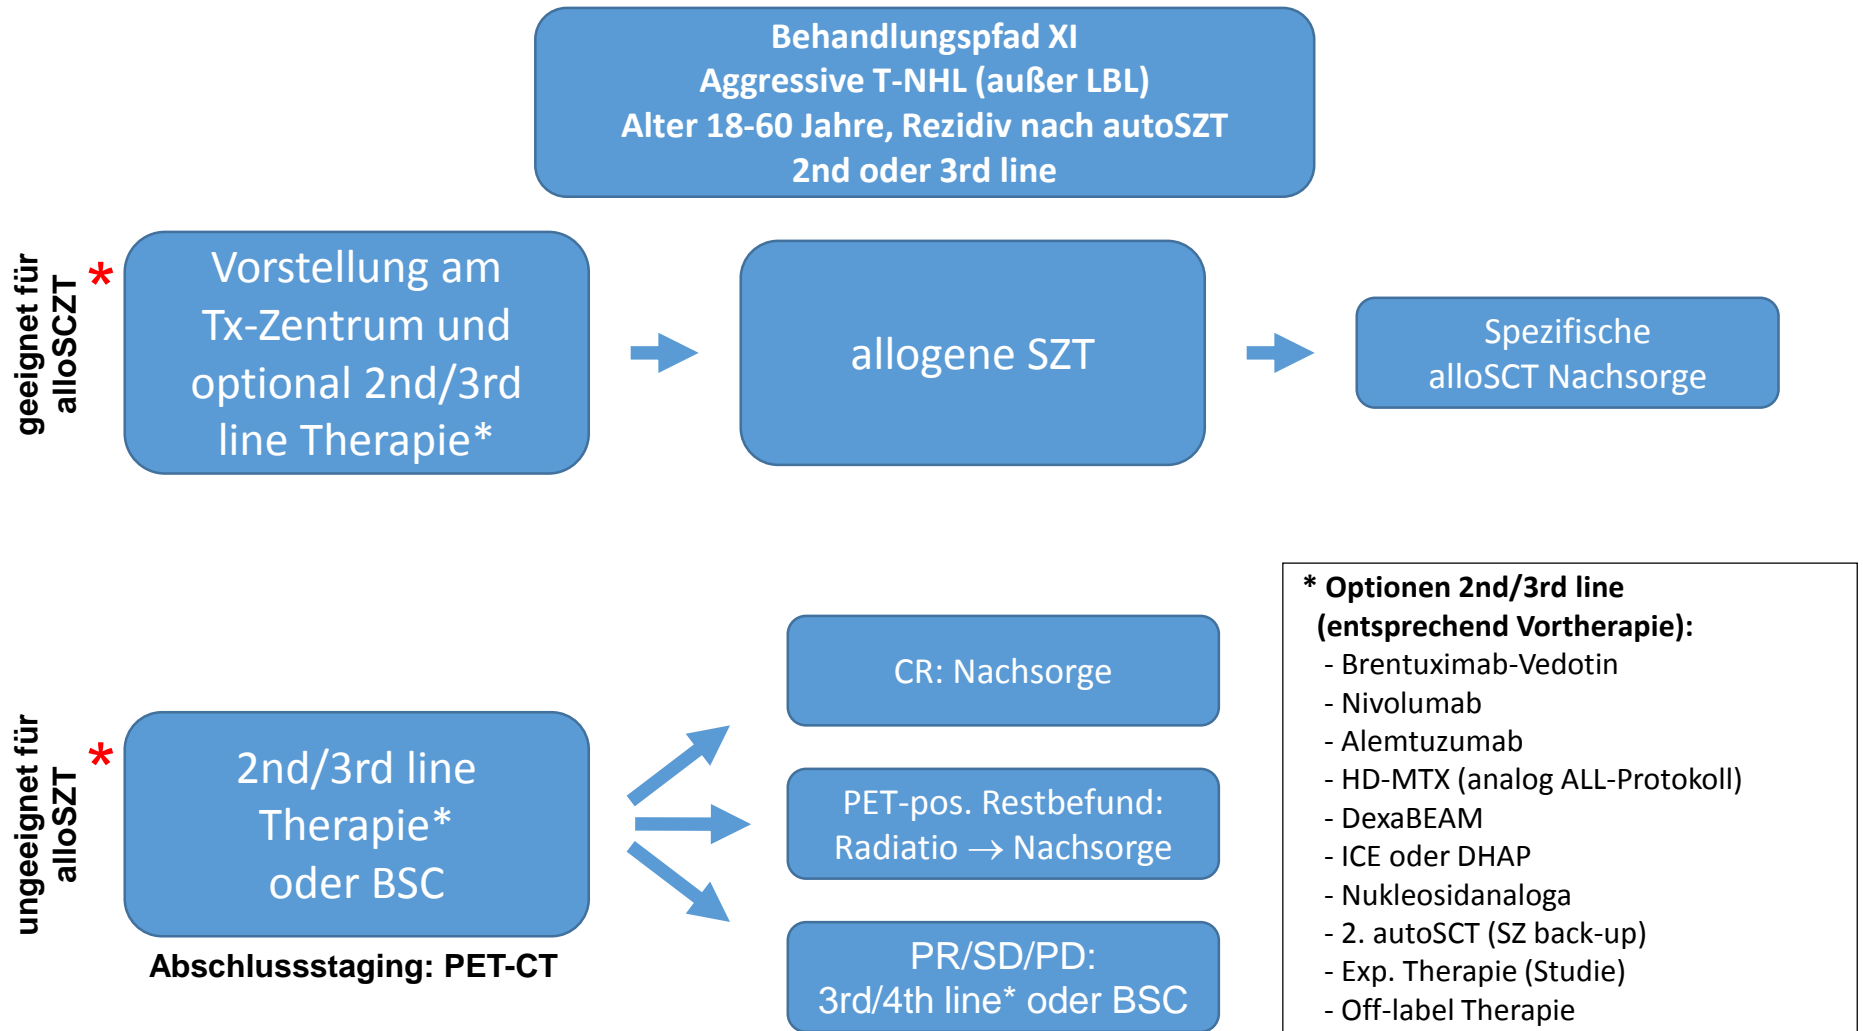 Behandlungspfad XI
Aggressive T-NHL (außer LBL)
Alter 18-60 Jahre, Rezidiv nach autoSZT
2nd oder 3rd line
geeignet für
alloSCZT
*
Vorstellung am
Tx-Zentrum und
optional 2nd/3rd
line Therapie*
allogene SZT
Spezifische
alloSCT Nachsorge
ungeeignet für
alloSZT
*
2nd/3rd line
Therapie*
oder BSC
Abschlussstaging: PET-CT
CR: Nachsorge
PET-pos. Restbefund:
Radiatio → Nachsorge
PR/SD/PD:
3rd/4th line* oder BSC
* Optionen 2nd/3rd line
(entsprechend Vortherapie):
- Brentuximab-Vedotin
- Nivolumab
- Alemtuzumab
- HD-MTX (analog ALL-Protokoll)
- DexaBEAM
- ICE oder DHAP
- Nukleosidanaloga
- 2. autoSCT (SZ back-up)
- Exp. Therapie (Studie)
- Off-label Therapie